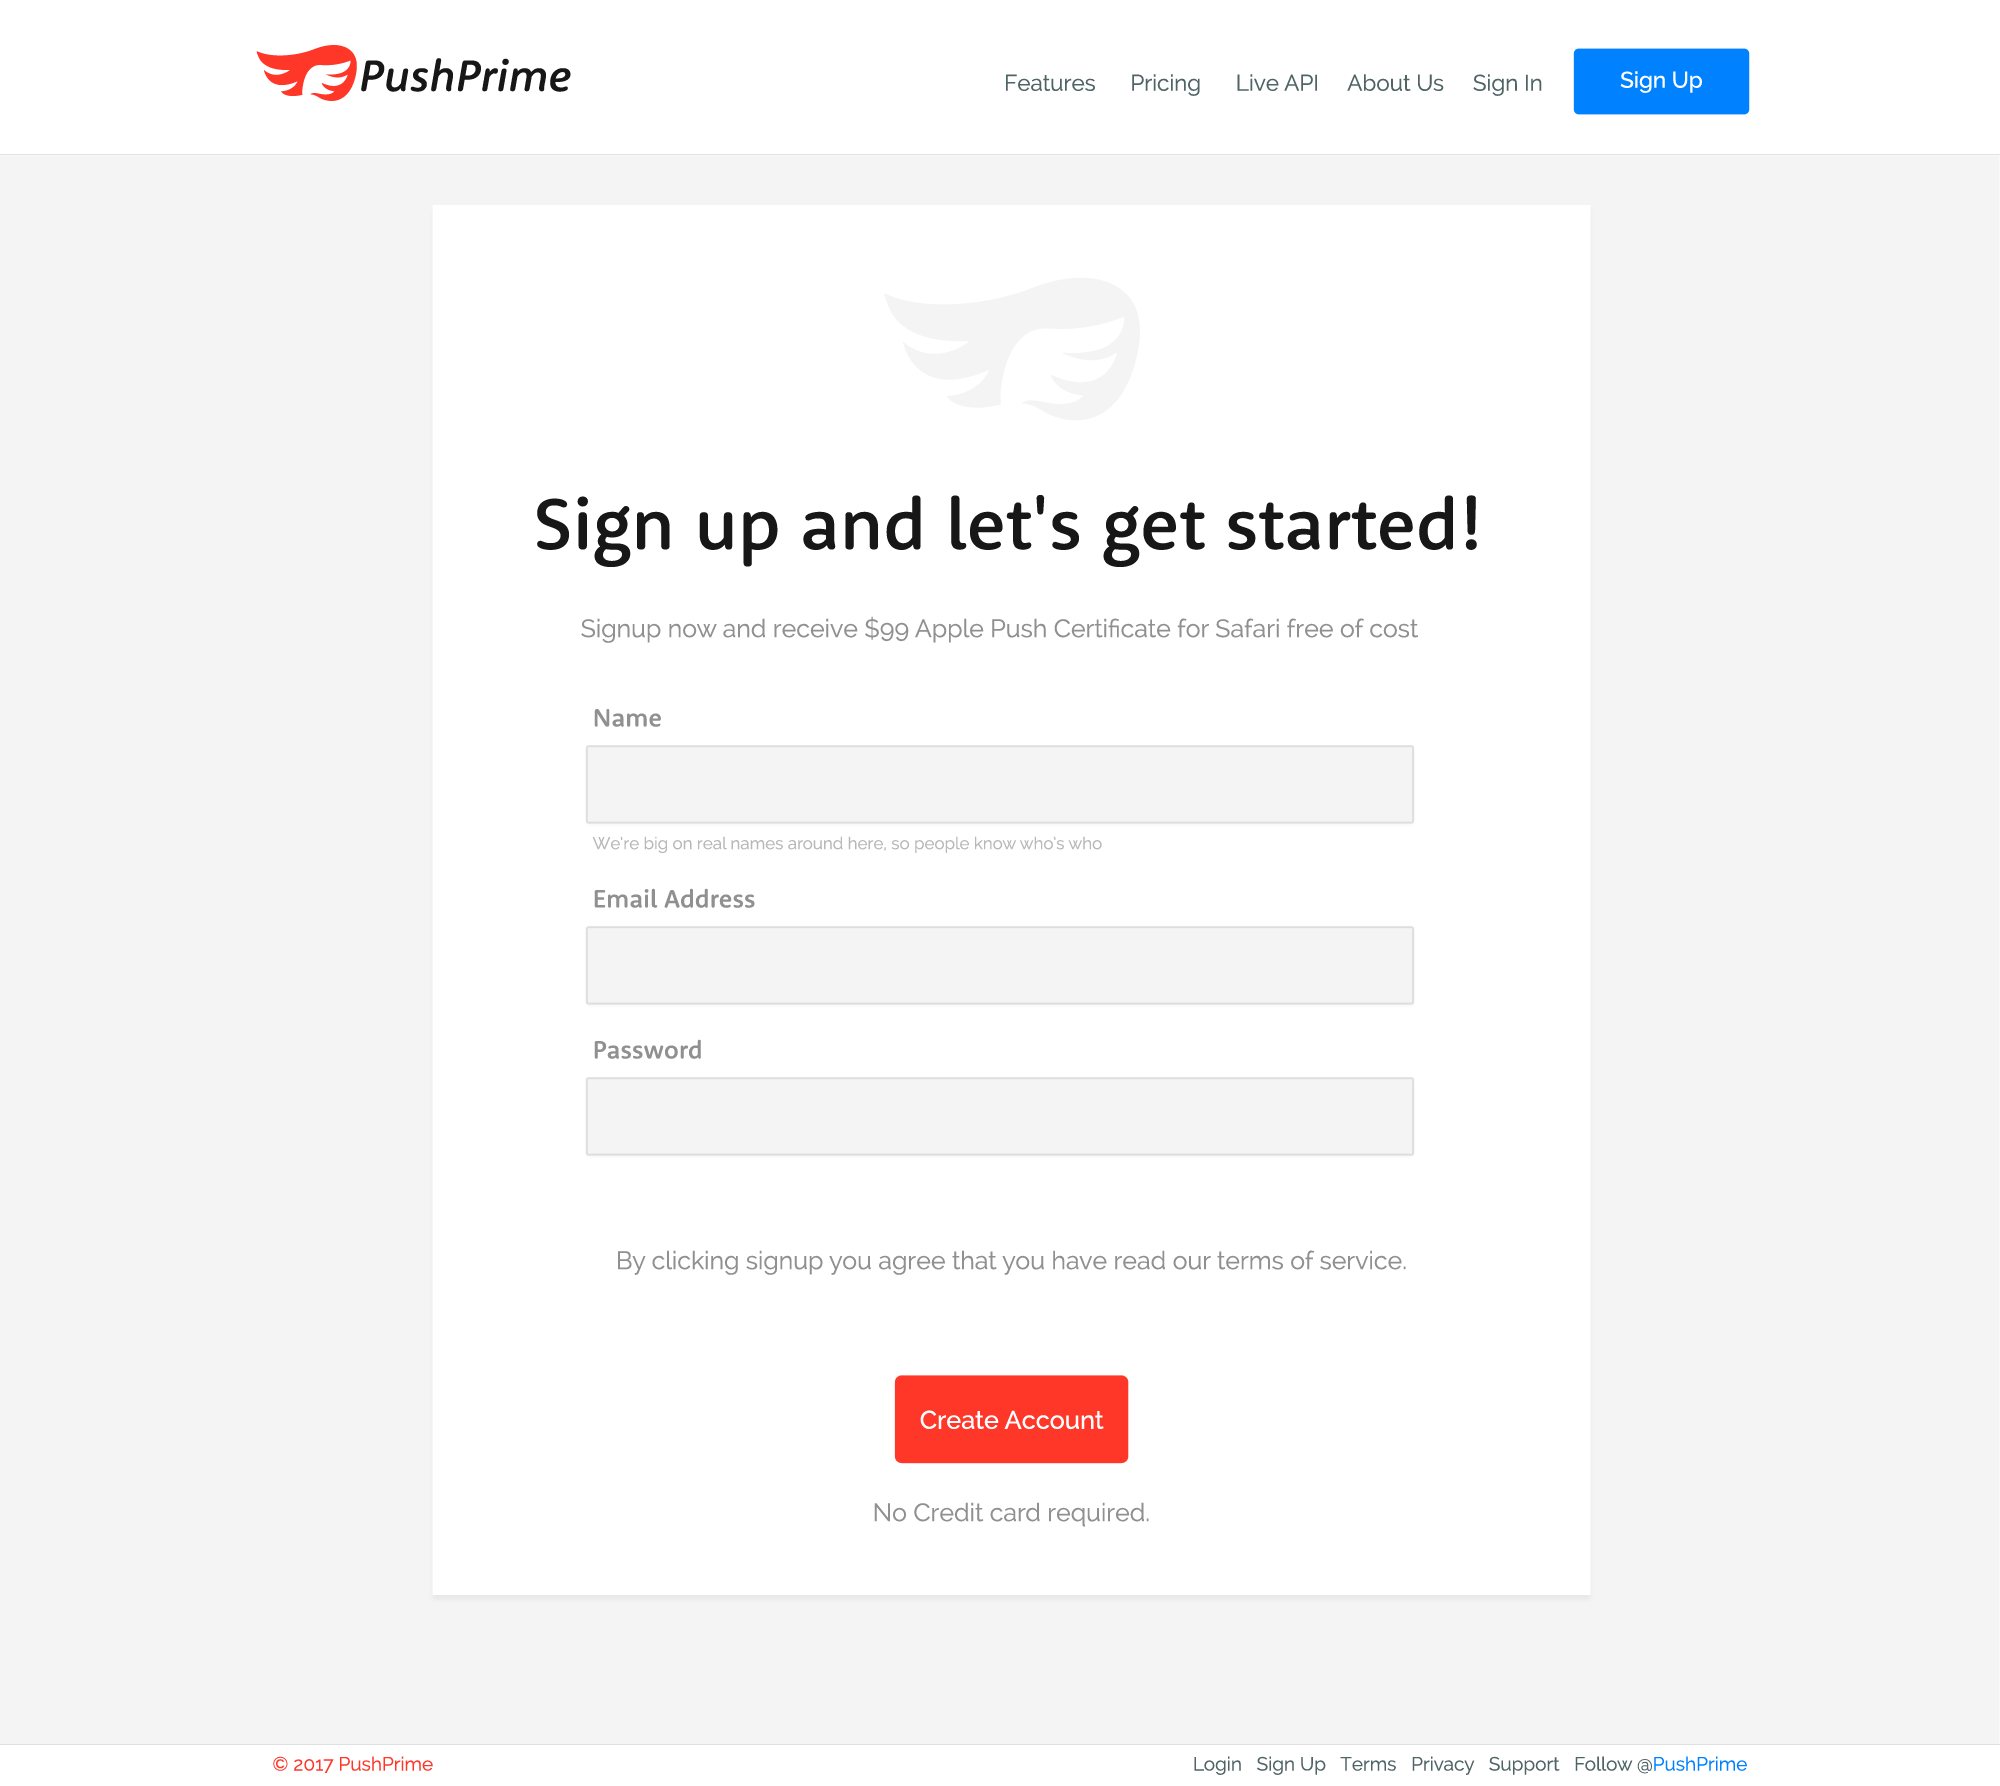 PushPrime
Features Pricing Live API About Us Sign In Sign Up
Sign up and let's get started!
Signup now and receive $99 Apple Push Certificate for Safari free of cost
Name
We're big on real names around here, so people know who's who
Email Address
Password
By clicking signup you agree that you have read our terms of service.
Create Account
No Credit card required.
© 2017 PushPrime
Login Sign Up Terms Privacy Support Follow @PushPrime